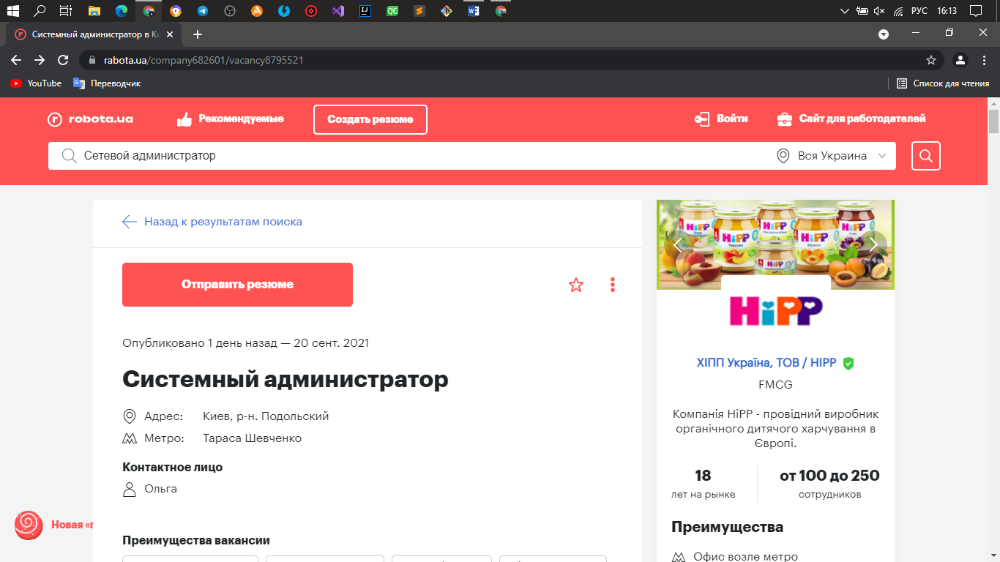 РУС
16:13
Системный администратор в Ки
rabota.ua/company682601/vacancy8795521
YouTube
Переводчик
Список для чтения
robota.ua
Рекомендуемые
Создать резюме
Войти
Сайт для работодателей
Сетевой администратор
Вся Украина
Назад к результатам поиска
Отправить резюме
Опубликовано 1 день назад — 20 сент. 2021
Системный администратор
Адрес: Киев, р-н. Подольский
Метро: Тараса Шевченко
Контактное лицо
Ольга
Новая «г
Преимущества вакансии
HiPP
HiPP
HiPP
HiPP
HiPP
HiPP
HiPP
ХІПП Україна, ТОВ / HIPP
FMCG
Компанія HiPP - провідний виробник
органічного дитячого харчування в
Європі.
18
лет на рынке
от 100 до 250
сотрудников
Преимущества
Офис возле метро